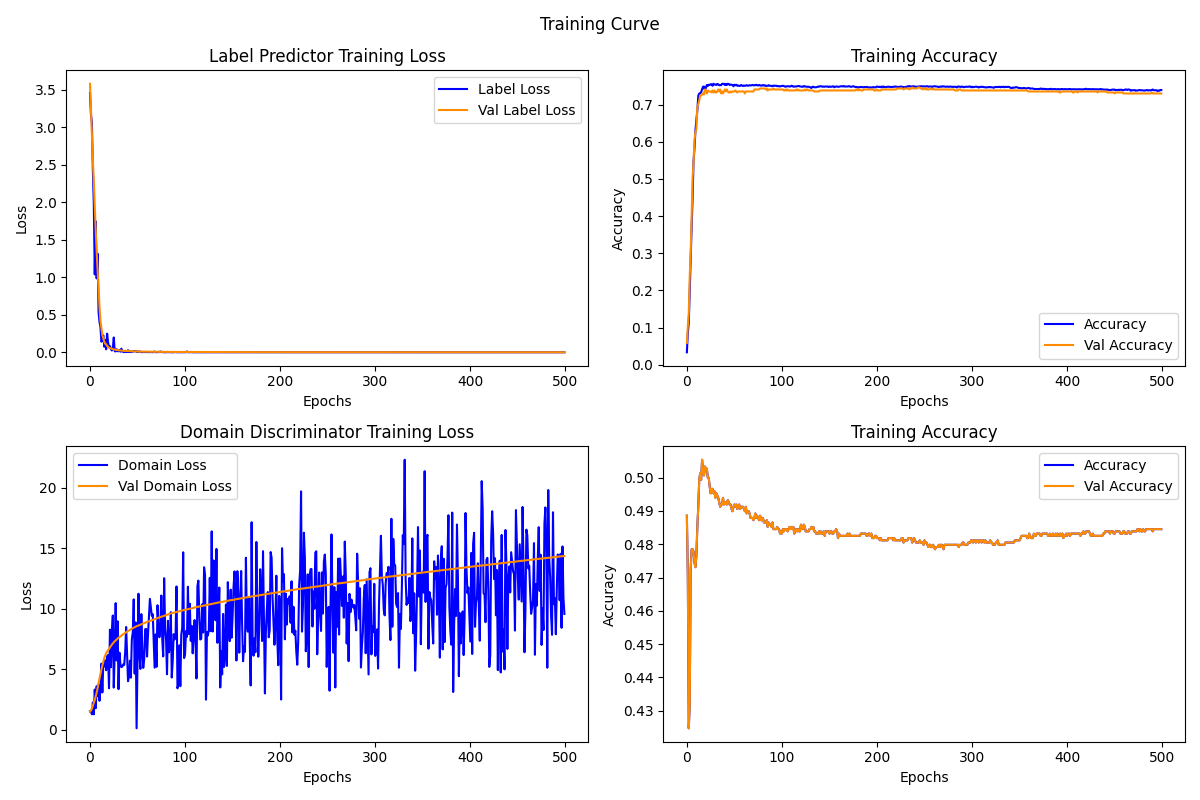 Training Curve
Label Predictor Training Loss
Loss
3.5
3.0
2.5
2.0
1.5
1.0
0.5
0.0
Label Loss
Val Label Loss
0 100 200 300 400 500
Epochs
Training Accuracy
Accuracy
0.7
0.6
0.5
0.4
0.3
0.2
0.1
0.0
Accuracy
Val Accuracy
0 100 200 300 400 500
Epochs
Domain Discriminator Training Loss
Loss
20
15
10
5
0
Domain Loss
Val Domain Loss
0 100 200 300 400 500
Epochs
Training Accuracy
Accuracy
0.50
0.49
0.48
0.47
0.46
0.45
0.44
0.43
Accuracy
Val Accuracy
0 100 200 300 400 500
Epochs